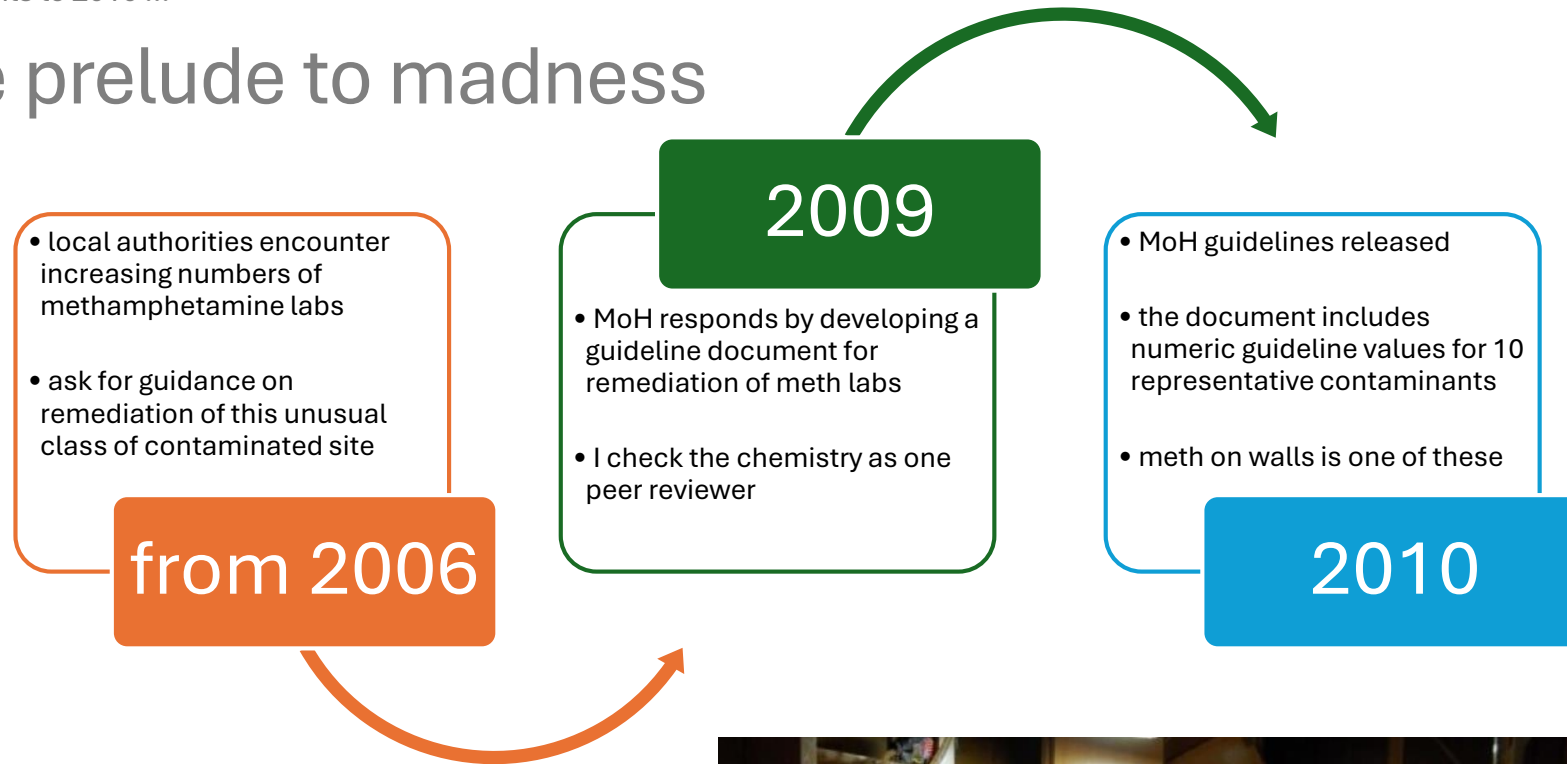 prelude to madness
• local authorities encounter
increasing numbers of
methamphetamine labs
• ask for guidance on
remediation of this unusual
class of contaminated site
from 2006
2009
• MoH responds by developing a
guideline document for
remediation of meth labs
• I check the chemistry as one
peer reviewer
• MoH guidelines released
• the document includes
numeric guideline values for 10
representative contaminants
• meth on walls is one of these
2010